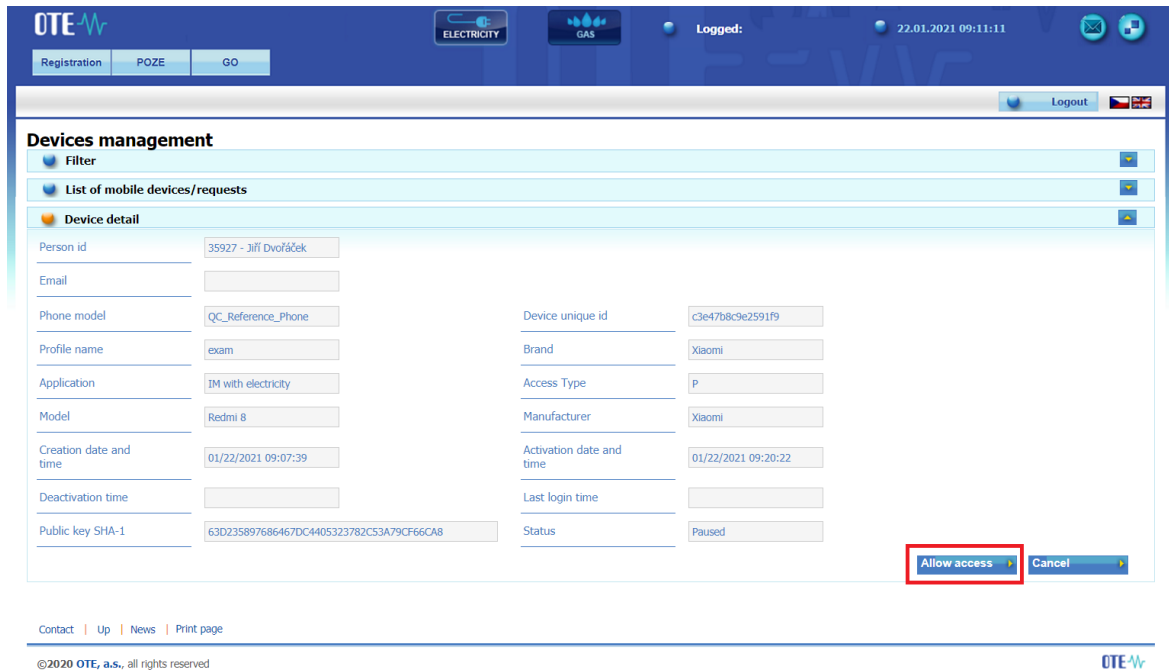 OTE
ELECTRICITY
GAS
Logged:
22.01.2021 09:11:11
Registration POZE GO
Logout
Devices management
Filter
List of mobile devices/requests
Device detail
Person id 35927 - Jiří Dvořáček
Email
Phone model QC_Reference_Phone Device unique id c3e47b8c9e2591f9
Profile name exam Brand Xiaomi
Application IM with electricity Access Type P
Model Redmi 8 Manufacturer Xiaomi
Creation date and time 01/22/2021 09:07:39 Activation date and time 01/22/2021 09:20:22
Deactivation time Last login time
Public key SHA-1 63D235897686467DC4405323782C53A79CF66CA8 Status Paused
Allow access Cancel
Contact | Up | News | Print page
©2020 OTE, a.s., all rights reserved
OTE